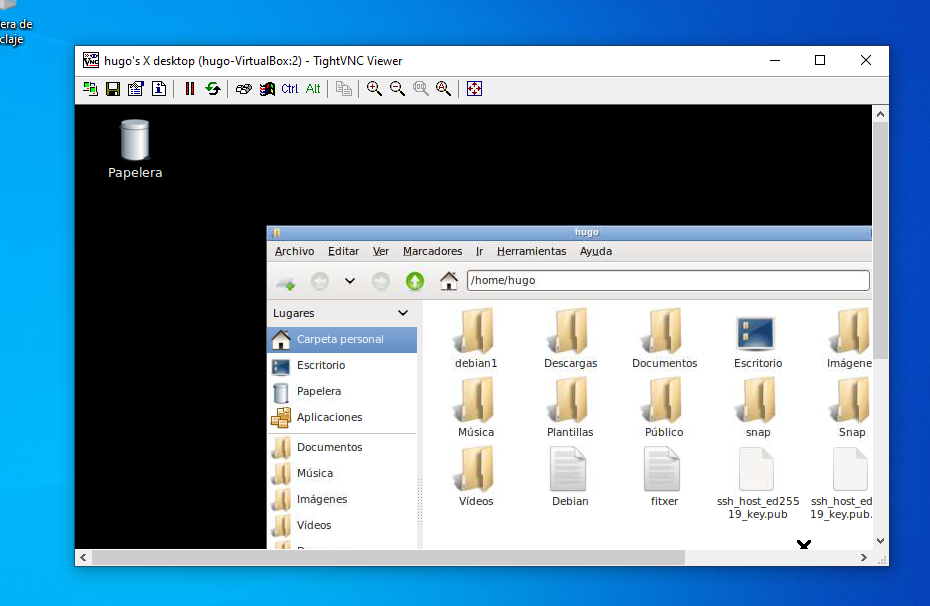 era de
claje
hugo's X desktop (hugo-VirtualBox:2) - TightVNC Viewer
Ctrl Alt
Papelera
hugo
Archivo Editar Ver Marcadores Ir Herramientas Ayuda
/home/hugo
Lugares
Carpeta personal
Escritorio
Papelera
Aplicaciones
Documentos
Música
Imágenes
Vídeos
debian1 Descargas Documentos Escritorio Imágene
Música Plantillas Público snap Snap
Vídeos Debian fitxer ssh_host_ed255 ssh_host_ed
19_key.pub 19_key.pub.